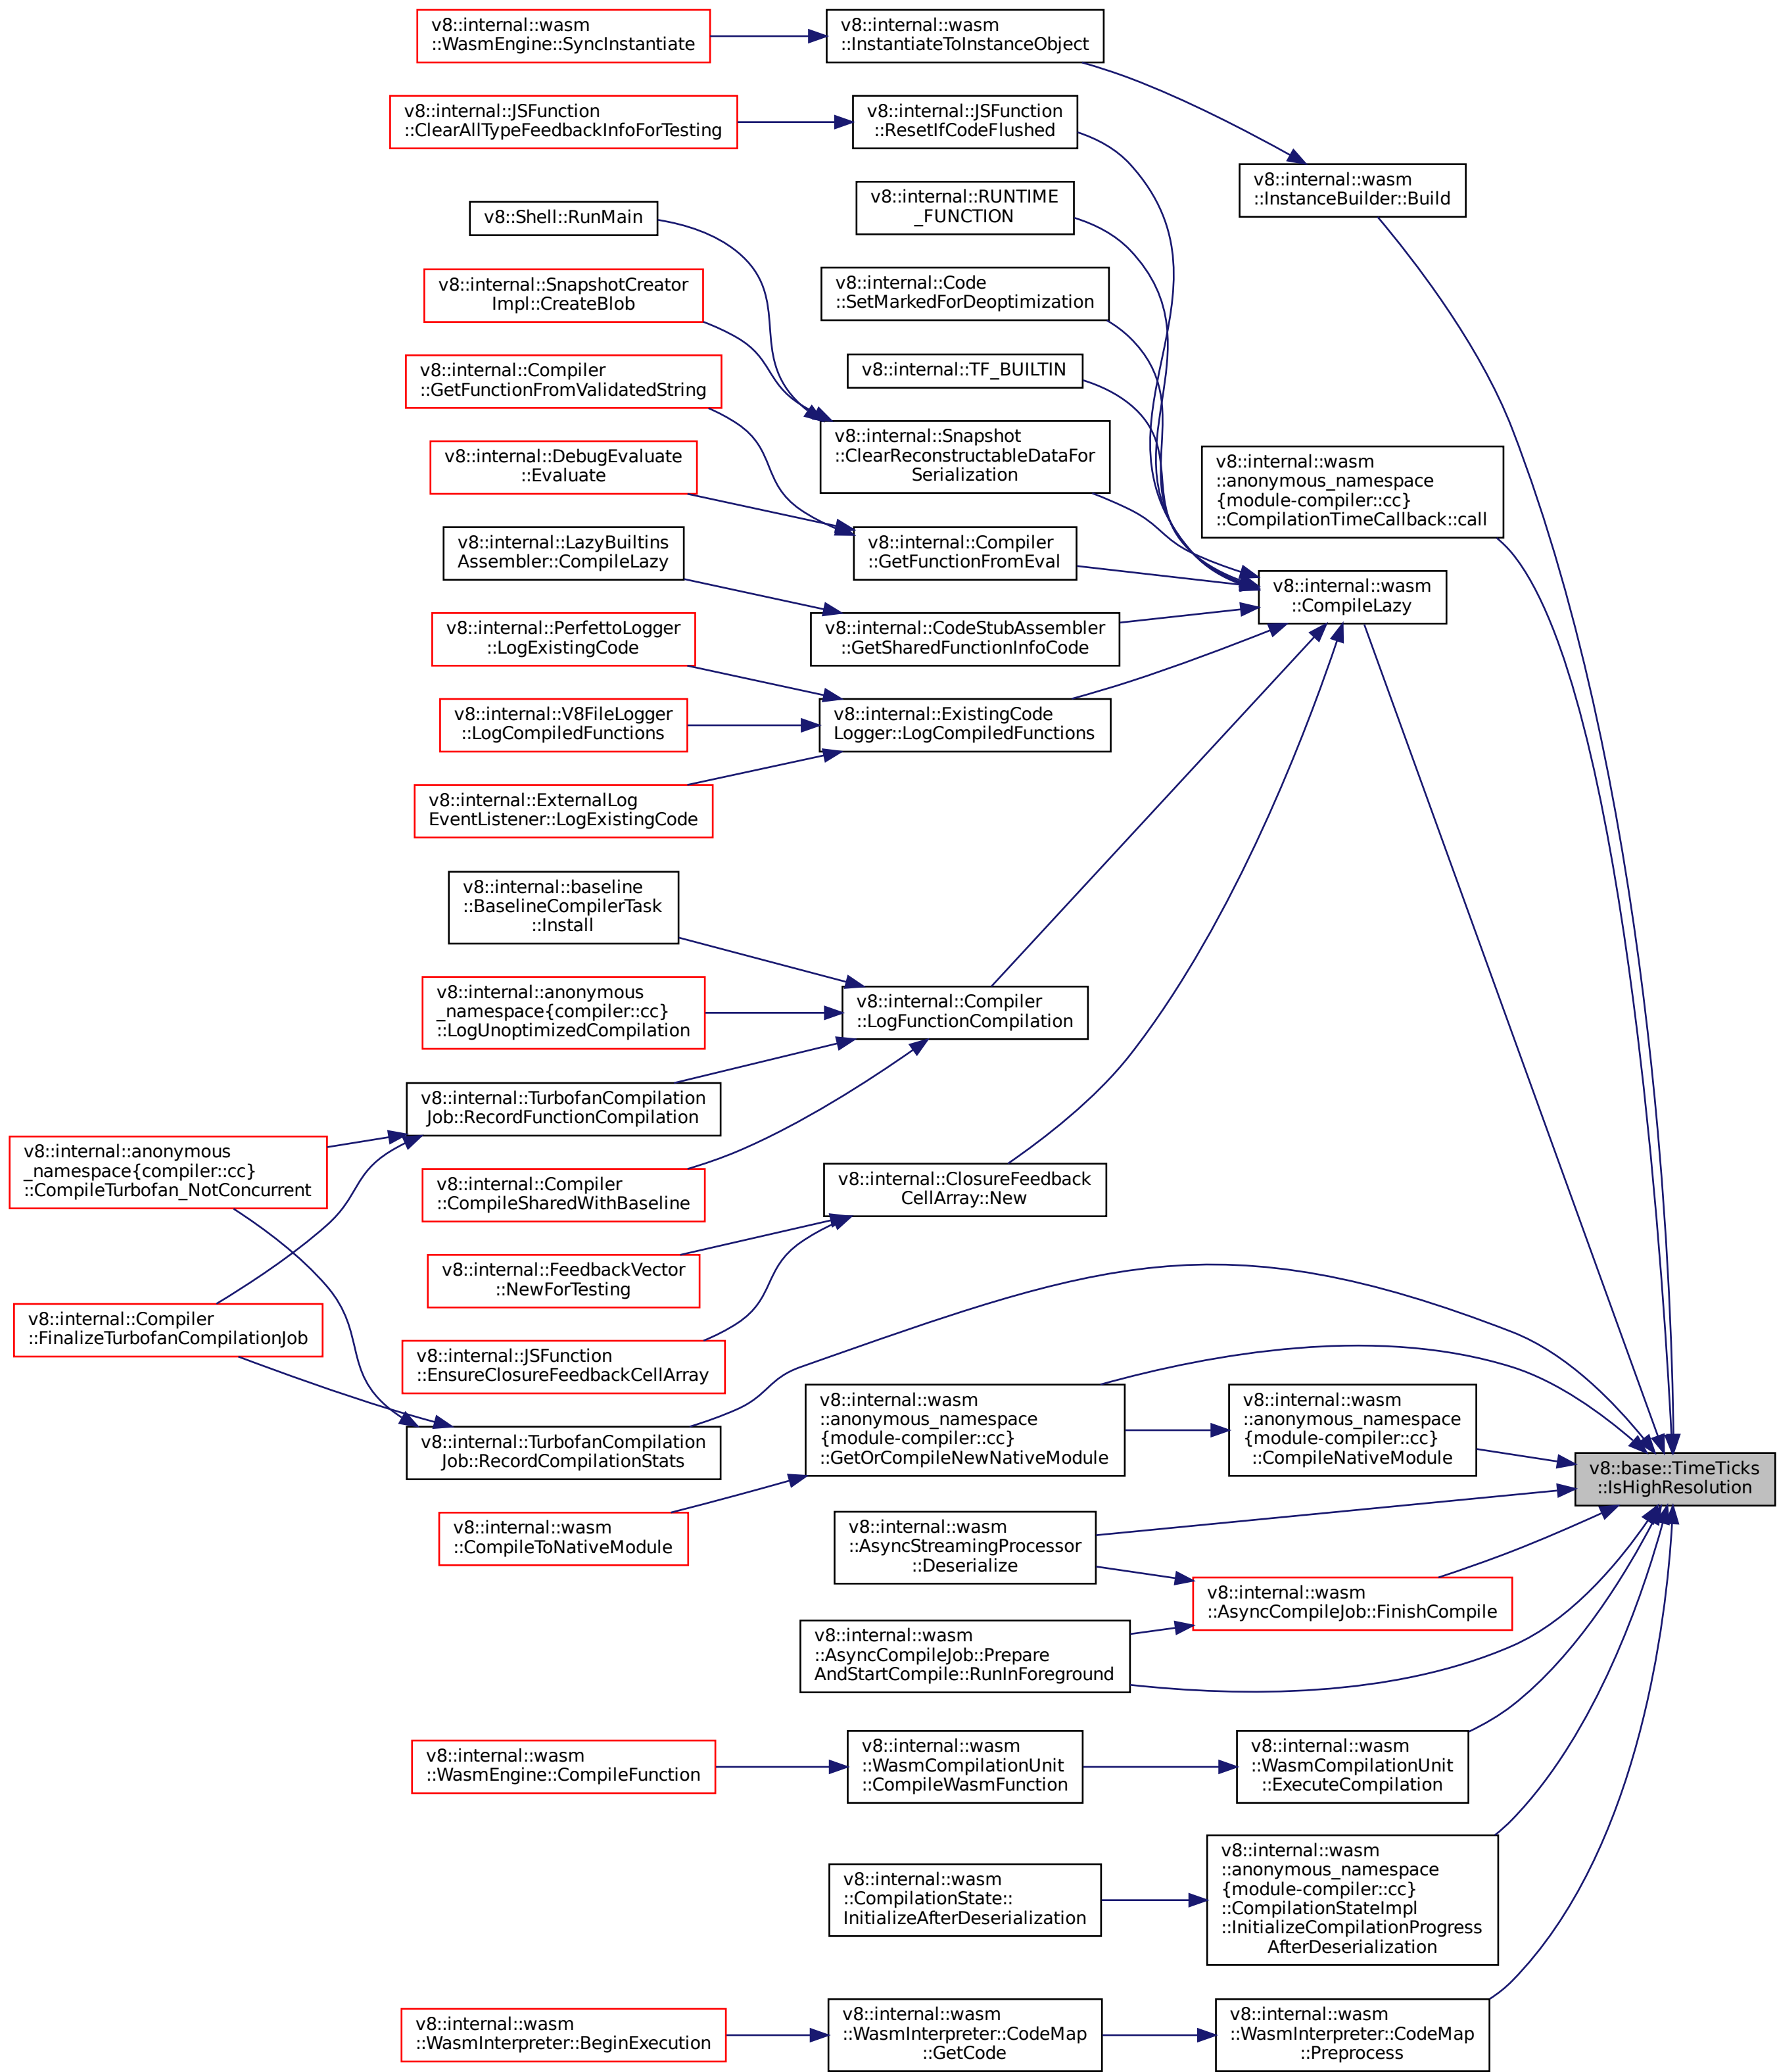 v8::internal::wasm
::WasmEngine::SyncInstantiate
v8::internal::wasm
::InstantiateToInstanceObject
v8::internal::JSFunction
::ClearAllTypeFeedbackInfoForTesting
v8::internal::JSFunction
::ResetIfCodeFlushed
v8::internal::wasm
::InstanceBuilder::Build
v8::Shell::RunMain
v8::internal::RUNTIME
_FUNCTION
v8::internal::SnapshotCreator
Impl::CreateBlob
v8::internal::Code
::SetMarkedForDeoptimization
v8::internal::Compiler
::GetFunctionFromValidatedString
v8::internal::TF_BUILTIN
v8::internal::DebugEvaluate
::Evaluate
v8::internal::Snapshot
::ClearReconstructableDataFor
Serialization
v8::internal::wasm
::anonymous_namespace
{module-compiler::cc}
::CompilationTimeCallback::call
v8::internal::LazyBuiltins
Assembler::CompileLazy
v8::internal::Compiler
::GetFunctionFromEval
v8::internal::wasm
::CompileLazy
v8::internal::PerfettoLogger
::LogExistingCode
v8::internal::CodeStubAssembler
::GetSharedFunctionInfoCode
v8::internal::V8FileLogger
::LogCompiledFunctions
v8::internal::ExistingCode
Logger::LogCompiledFunctions
v8::internal::ExternalLog
EventListener::LogExistingCode
v8::internal::baseline
::BaselineCompilerTask
::Install
v8::internal::anonymous
_namespace{compiler::cc}
::LogUnoptimizedCompilation
v8::internal::Compiler
::LogFunctionCompilation
v8::internal::TurbofanCompilation
Job::RecordFunctionCompilation
v8::internal::anonymous
_namespace{compiler::cc}
::CompileTurbofan_NotConcurrent
v8::internal::Compiler
::CompileSharedWithBaseline
v8::internal::ClosureFeedback
CellArray::New
v8::internal::FeedbackVector
::NewForTesting
v8::internal::Compiler
::FinalizeTurbofanCompilationJob
v8::internal::JSFunction
::EnsureClosureFeedbackCellArray
v8::internal::TurbofanCompilation
Job::RecordCompilationStats
v8::internal::wasm
::anonymous_namespace
{module-compiler::cc}
::GetOrCompileNewNativeModule
v8::internal::wasm
::anonymous_namespace
{module-compiler::cc}
::CompileNativeModule
v8::base::TimeTicks
::IsHighResolution
v8::internal::wasm
::CompileToNativeModule
v8::internal::wasm
::AsyncStreamingProcessor
::Deserialize
v8::internal::wasm
::AsyncCompileJob::FinishCompile
v8::internal::wasm
::AsyncCompileJob::Prepare
AndStartCompile::RunInForeground
v8::internal::wasm
::WasmEngine::CompileFunction
v8::internal::wasm
::WasmCompilationUnit
::CompileWasmFunction
v8::internal::wasm
::WasmCompilationUnit
::ExecuteCompilation
v8::internal::wasm
::CompilationState::
InitializeAfterDeserialization
v8::internal::wasm
::anonymous_namespace
{module-compiler::cc}
::CompilationStateImpl
::InitializeCompilationProgress
AfterDeserialization
v8::internal::wasm
::WasmInterpreter::BeginExecution
v8::internal::wasm
::WasmInterpreter::CodeMap
::GetCode
v8::internal::wasm
::WasmInterpreter::CodeMap
::Preprocess